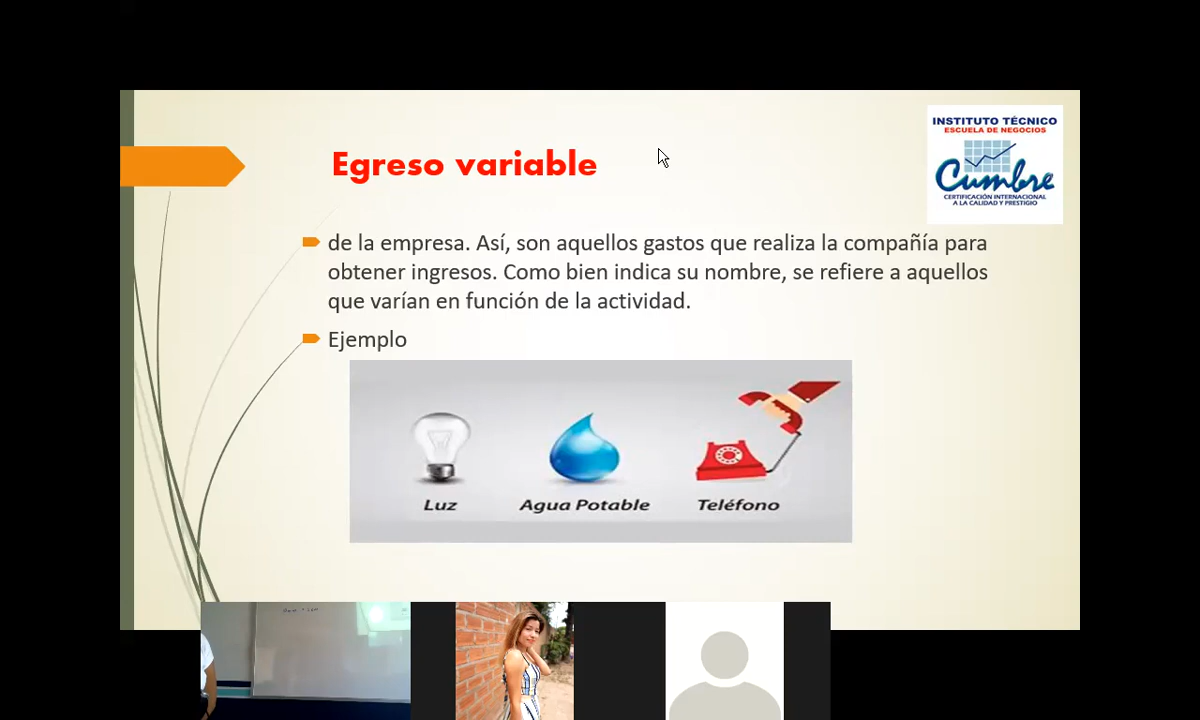 INSTITUTO TÉCNICO
ESCUELA DE NEGOCIOS
Cumbre
CERTIFICACIÓN INTERNACIONAL
A LA CALIDAD Y PRESTIGIO
Egreso variable
de la empresa. Así, son aquellos gastos que realiza la compañía para
obtener ingresos. Como bien indica su nombre, se refiere a aquellos
que varían en función de la actividad.
Ejemplo
Luz
Agua Potable
Teléfono